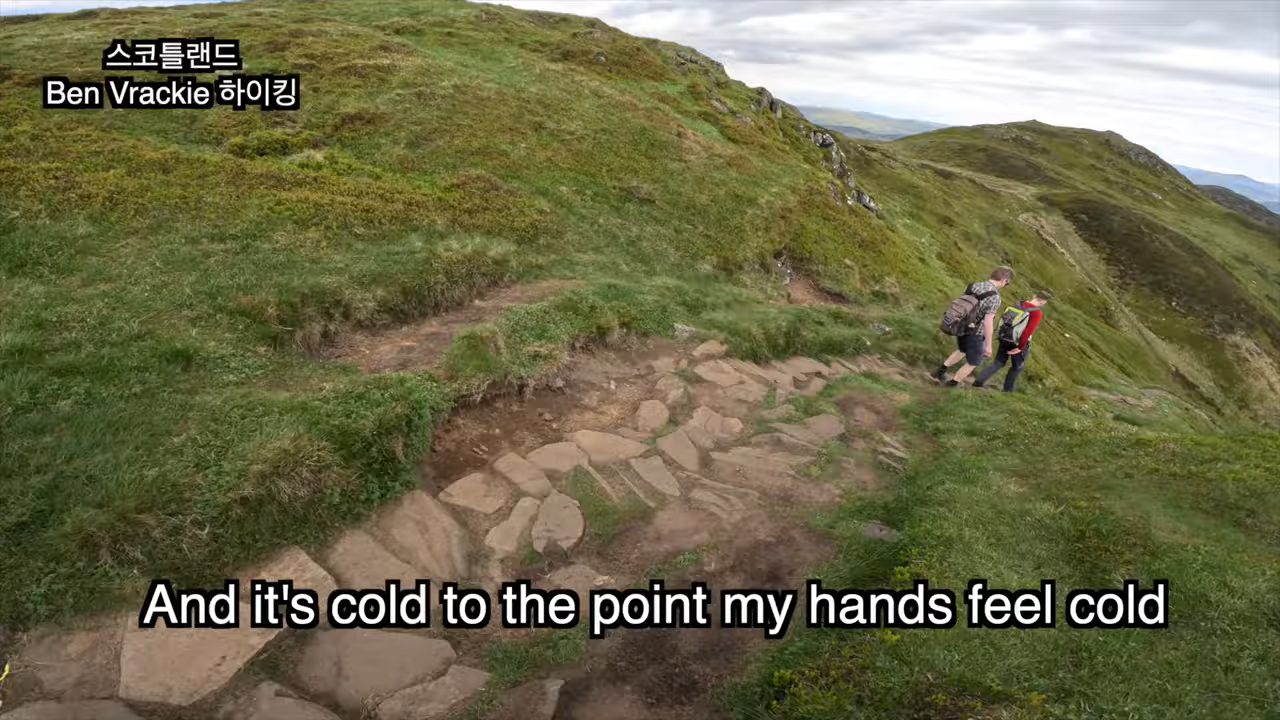 스코틀랜드
Ben Vrackie 하이킹
And it's cold to the point my hands feel cold